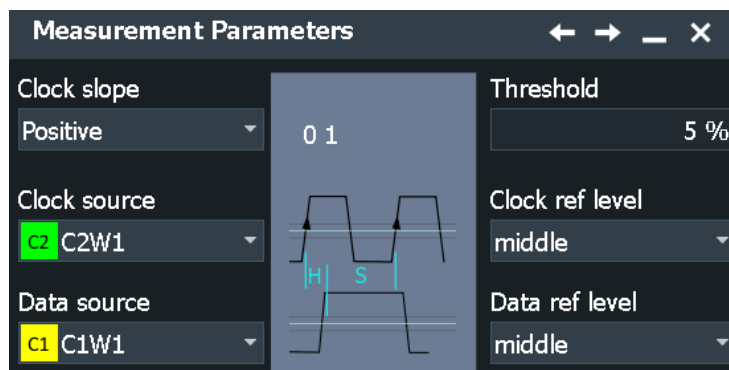 Measurement Parameters
Clock slope
Positive
Clock source
C2 C2W1
Data source
C1 C1W1
0 1
H S
Threshold
5 %
Clock ref level
middle
Data ref level
middle